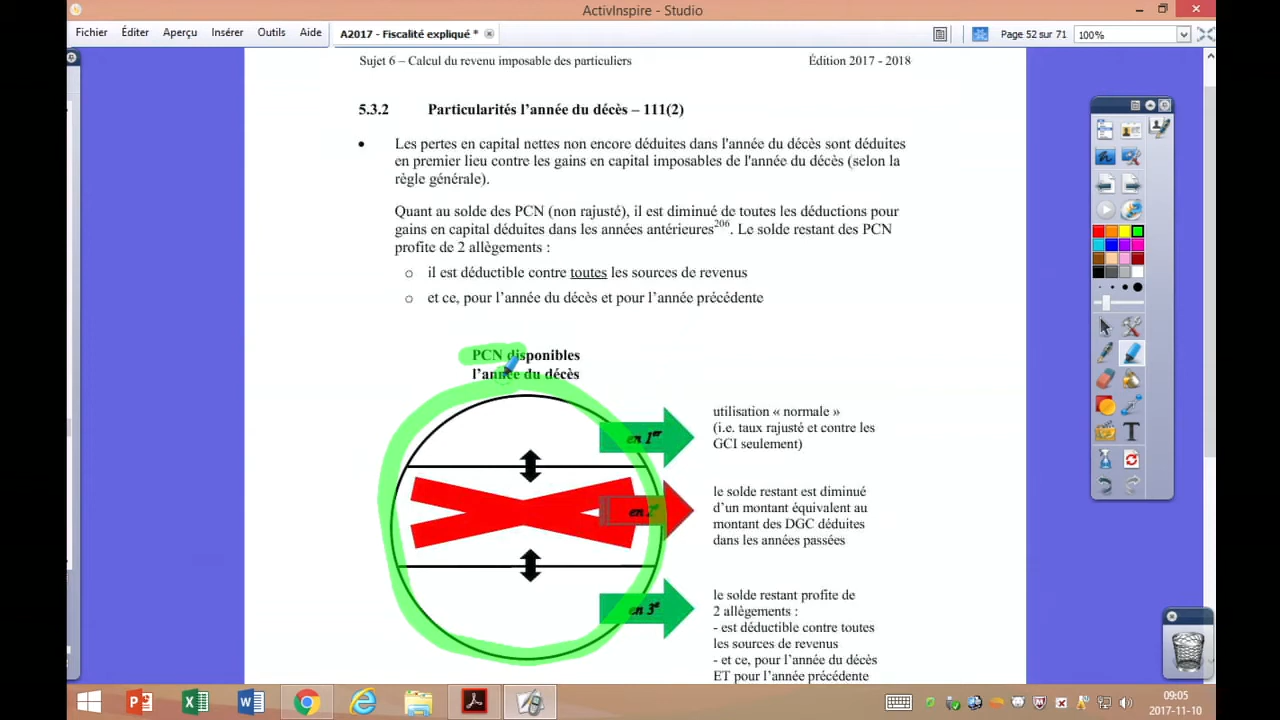 ActivInspire - Studio
Fichier Éditer Aperçu Insérer Outils Aide
A2017 - Fiscalité expliqué *
Page 52 sur 71
100%
Sujet 6 – Calcul du revenu imposable des particuliers
Édition 2017 - 2018
5.3.2 Particularités l'année du décès – 111(2)
• Les pertes en capital nettes non encore déduites dans l'année du décès sont déduites
en premier lieu contre les gains en capital imposables de l'année du décès (selon la
règle générale).
Quant au solde des PCN (non rajusté), il est diminué de toutes les déductions pour
gains en capital déduites dans les années antérieures206. Le solde restant des PCN
profite de 2 allègements :
o il est déductible contre toutes les sources de revenus
o et ce, pour l'année du décès et pour l'année précédente
PCN disponibles
l'année du décès
en 1er
utilisation « normale »
(i.e. taux rajusté et contre les
GCI seulement)
en 2e
le solde restant est diminué
d'un montant équivalent au
montant des DGC déduites
dans les années passées
en 3e
le solde restant profite de
2 allègements :
- est déductible contre toutes
les sources de revenus
- et ce, pour l'année du décès
ET pour l'année précédente
09:05
2017-11-10